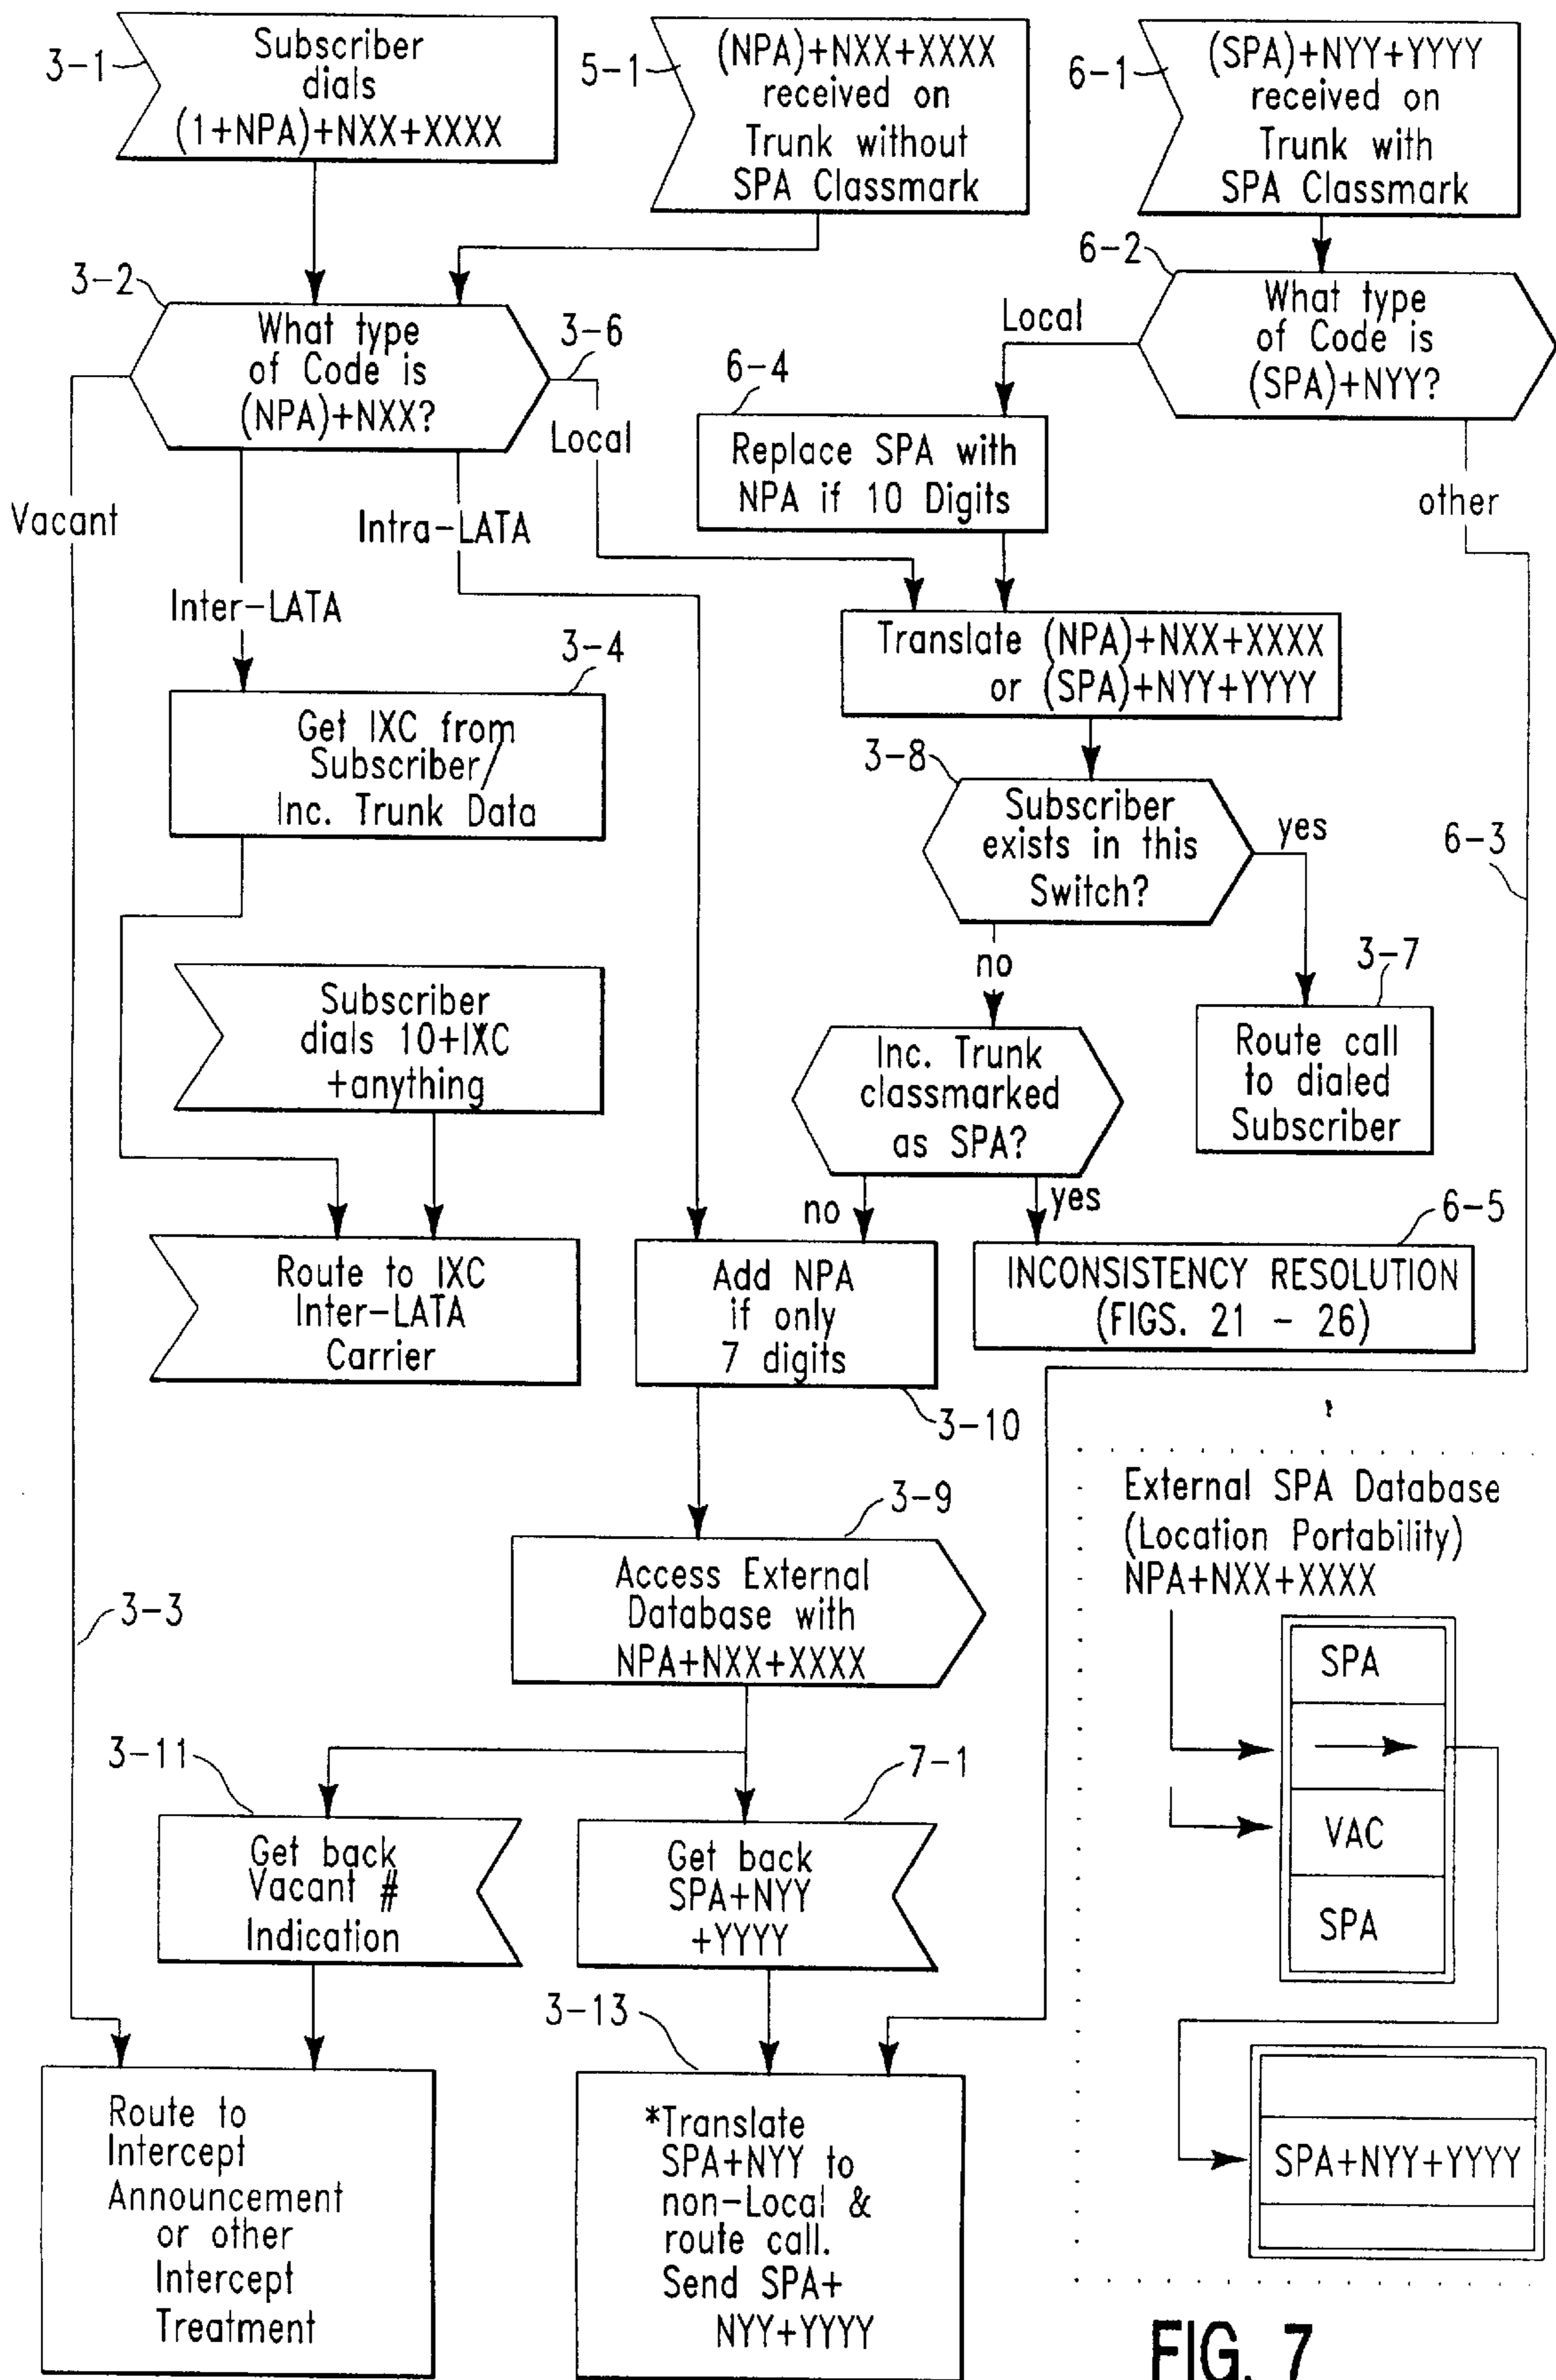 3-1
Subscriber
dials
(1+NPA)+NXX+XXXX
5-1
(NPA)+NXX+XXXX
received on
Trunk without
SPA Classmark
6-1
(SPA)+NYY+YYYY
received on
Trunk with
SPA Classmark
3-2
What type
of Code is
(NPA)+NXX?
3-6
Local
6-2
What type
of Code is
(SPA)+NYY?
Local
6-4
Replace SPA with
NPA if 10 Digits
other
Vacant
Intra-LATA
Inter-LATA
Translate (NPA)+NXX+XXXX
or (SPA)+NYY+YYYY
3-4
Get IXC from
Subscriber/
Inc. Trunk Data
3-8
Subscriber
exists in this
Switch?
yes
6-3
no
3-7
Route call
to dialed
Subscriber
Subscriber
dials 10+IXC
+anything
Inc. Trunk
classmarked
as SPA?
no
yes
6-5
Route to IXC
Inter-LATA
Carrier
Add NPA
if only
7 digits
INCONSISTENCY RESOLUTION
(FIGS. 21 - 26)
3-10
3-9
Access External
Database with
NPA+NXX+XXXX
External SPA Database
(Location Portability)
NPA+NXX+XXXX
SPA
VAC
SPA
SPA+NYY+YYYY
3-3
3-11
Get back
Vacant #
Indication
7-1
Get back
SPA+NYY
+YYYY
3-13
Route to
Intercept
Announcement
or other
Intercept
Treatment
*Translate
SPA+NYY to
non-Local &
route call.
Send SPA+
NYY+YYYY
FIG. 7